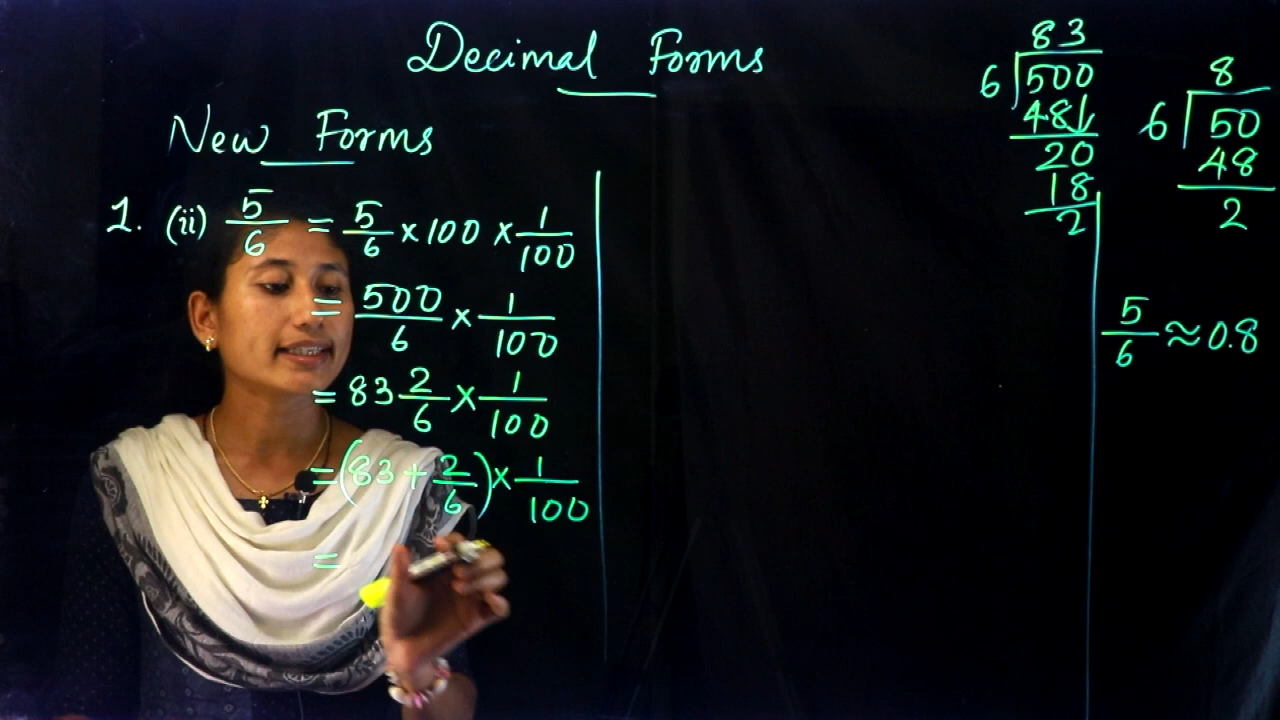 Decimal Forms
New Forms
1. (ii) 5/6 = 5/6 × 100 × 1/100
= 500/6 × 1/100
= 83 2/6 × 1/100
= (83 + 2/6) × 1/100
=
83
6 500
48↓
20
18
2
8
6 50
48
2
5/6 ≈ 0.8